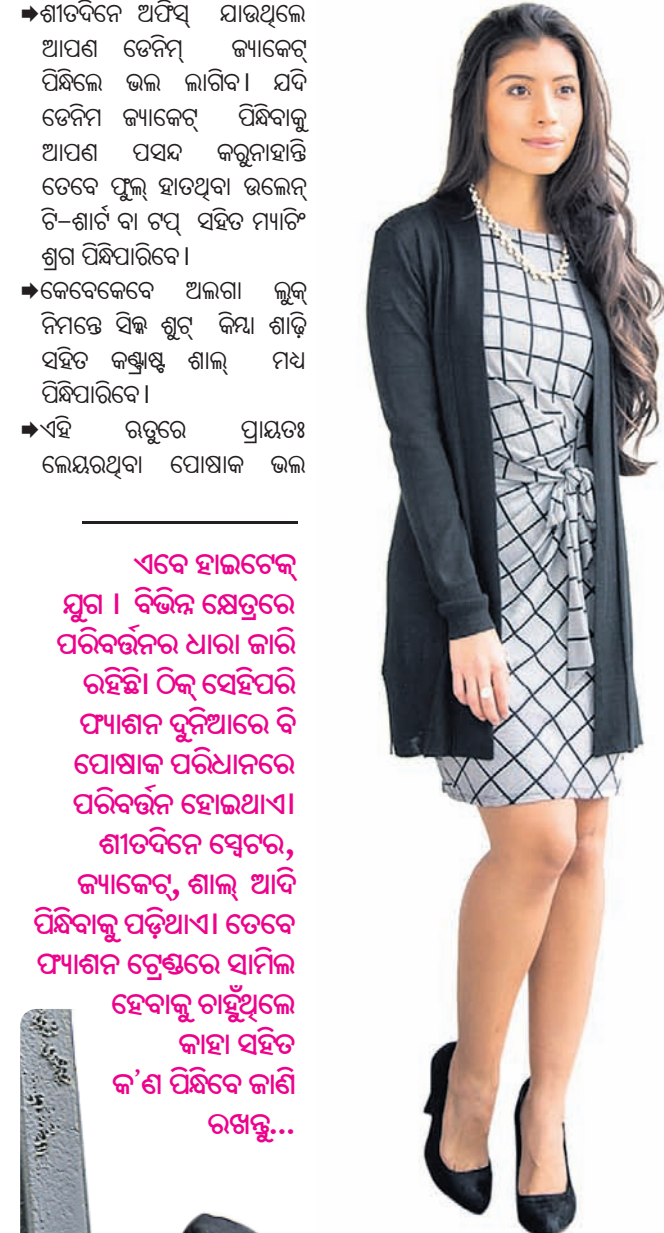 ➡ଶୀତଦିନେ ଅଫିସ୍ ଯାଉଥିଲେ
ଆପଣ ଡେନିମ୍ ଜ୍ୟାକେଟ୍
ପିନ୍ଧିଲେ ଭଲ ଲାଗିବ। ଯଦି
ଡେନିମ ଜ୍ୟାକେଟ୍ ପିନ୍ଧିବାକୁ
ଆପଣ ପସନ୍ଦ କରୁନାହାନ୍ତି
ତେବେ ଫୁଲ୍ ହାତଥିବା ଉଲେନ୍
ଟି-ଶାର୍ଟ ବା ଟପ୍ ସହିତ ମ୍ୟାଚିଂ
ଶ୍ରଗ ପିନ୍ଧିପାରିବେ।
➡କେବେକେବେ ଅଲଗା ଲୁକ୍
ନିମନ୍ତେ ସିଲ୍କ ଶୁଟ୍ କିମ୍ବା ଶାଢ଼ି
ସହିତ କଣ୍ଟ୍ରାଷ୍ଟ ଶାଲ୍ ମଧ୍ୟ
ପିନ୍ଧିପାରିବେ।
➡ଏହି ଋତୁରେ ପ୍ରାୟତଃ
ଲେୟରଥିବା ପୋଷାକ ଭଲ
ଏବେ ହାଇଟେକ୍
ଯୁଗ । ବିଭିନ୍ନ କ୍ଷେତ୍ରରେ
ପରିବର୍ତ୍ତନର ଧାରା ଜାରି
ରହିଛି। ଠିକ୍ ସେହିପରି
ଫ୍ୟାଶନ ଦୁନିଆରେ ବି
ପୋଷାକ ପରିଧାନରେ
ପରିବର୍ତ୍ତନ ହୋଇଥାଏ।
ଶୀତଦିନେ ସ୍ୱେଟର,
ଜ୍ୟାକେଟ୍, ଶାଲ୍ ଆଦି
ପିନ୍ଧିବାକୁ ପଡ଼ିଥାଏ। ତେବେ
ଫ୍ୟାଶନ ଟ୍ରେଣ୍ଡରେ ସାମିଲ
ହେବାକୁ ଚାହୁଁଥିଲେ
କାହା ସହିତ
କ'ଣ ପିନ୍ଧିବେ ଜାଣି
ରଖନ୍ତୁ...